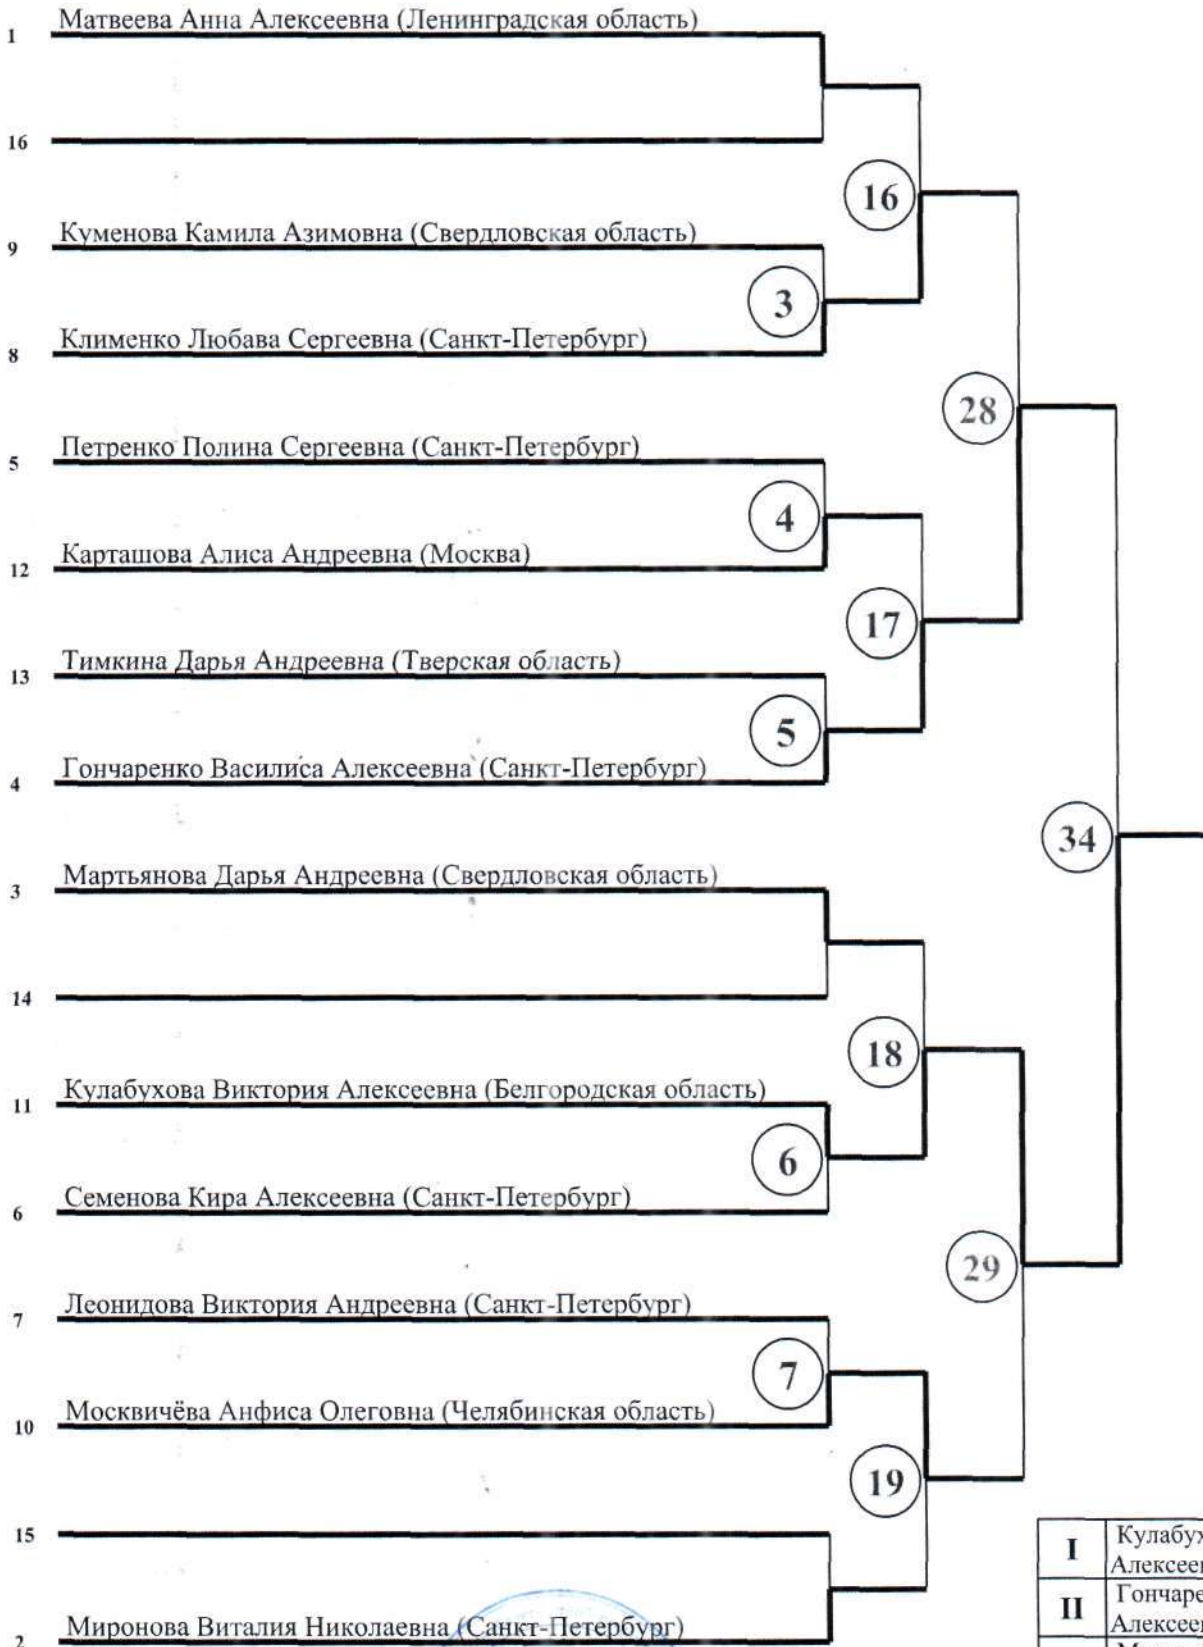 1 Матвеева Анна Алексеевна (Ленинградская область)
16
16
9 Куменова Камила Азимовна (Свердловская область)
3
8 Клименко Любава Сергеевна (Санкт-Петербург)
28
5 Петренко Полина Сергеевна (Санкт-Петербург)
4
12 Карташова Алиса Андреевна (Москва)
17
13 Тимкина Дарья Андреевна (Тверская область)
5
4 Гончаренко Василиса Алексеевна (Санкт-Петербург)
34
3 Мартьянова Дарья Андреевна (Свердловская область)
14
18
11 Кулабухова Виктория Алексеевна (Белгородская область)
6
6 Семенова Кира Алексеевна (Санкт-Петербург)
29
7 Леонидова Виктория Андреевна (Санкт-Петербург)
7
10 Москвичёва Анфиса Олеговна (Челябинская область)
19
15
2 Миронова Виталия Николаевна (Санкт-Петербург)
I Кулабух
Алексее
II Гончаре
Алексее